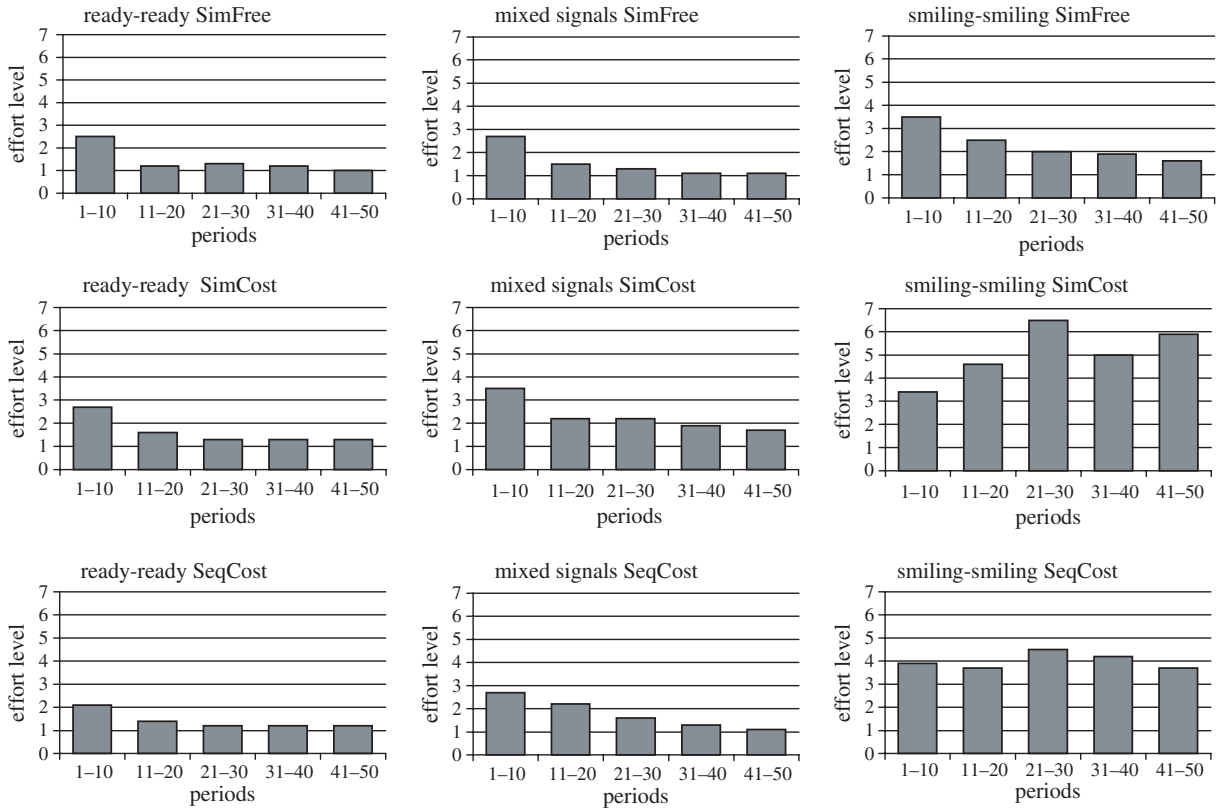 ready-ready SimFree
effort level
7
6
5
4
3
2
1
0
1–10 11–20 21–30 31–40 41–50
periods
mixed signals SimFree
effort level
7
6
5
4
3
2
1
0
1–10 11–20 21–30 31–40 41–50
periods
smiling-smiling SimFree
effort level
7
6
5
4
3
2
1
0
1–10 11–20 21–30 31–40 41–50
periods
ready-ready SimCost
effort level
7
6
5
4
3
2
1
0
1–10 11–20 21–30 31–40 41–50
periods
mixed signals SimCost
effort level
7
6
5
4
3
2
1
0
1–10 11–20 21–30 31–40 41–50
periods
smiling-smiling SimCost
effort level
7
6
5
4
3
2
1
0
1–10 11–20 21–30 31–40 41–50
periods
ready-ready SeqCost
effort level
7
6
5
4
3
2
1
0
1–10 11–20 21–30 31–40 41–50
periods
mixed signals SeqCost
effort level
7
6
5
4
3
2
1
0
1–10 11–20 21–30 31–40 41–50
periods
smiling-smiling SeqCost
effort level
7
6
5
4
3
2
1
0
1–10 11–20 21–30 31–40 41–50
periods